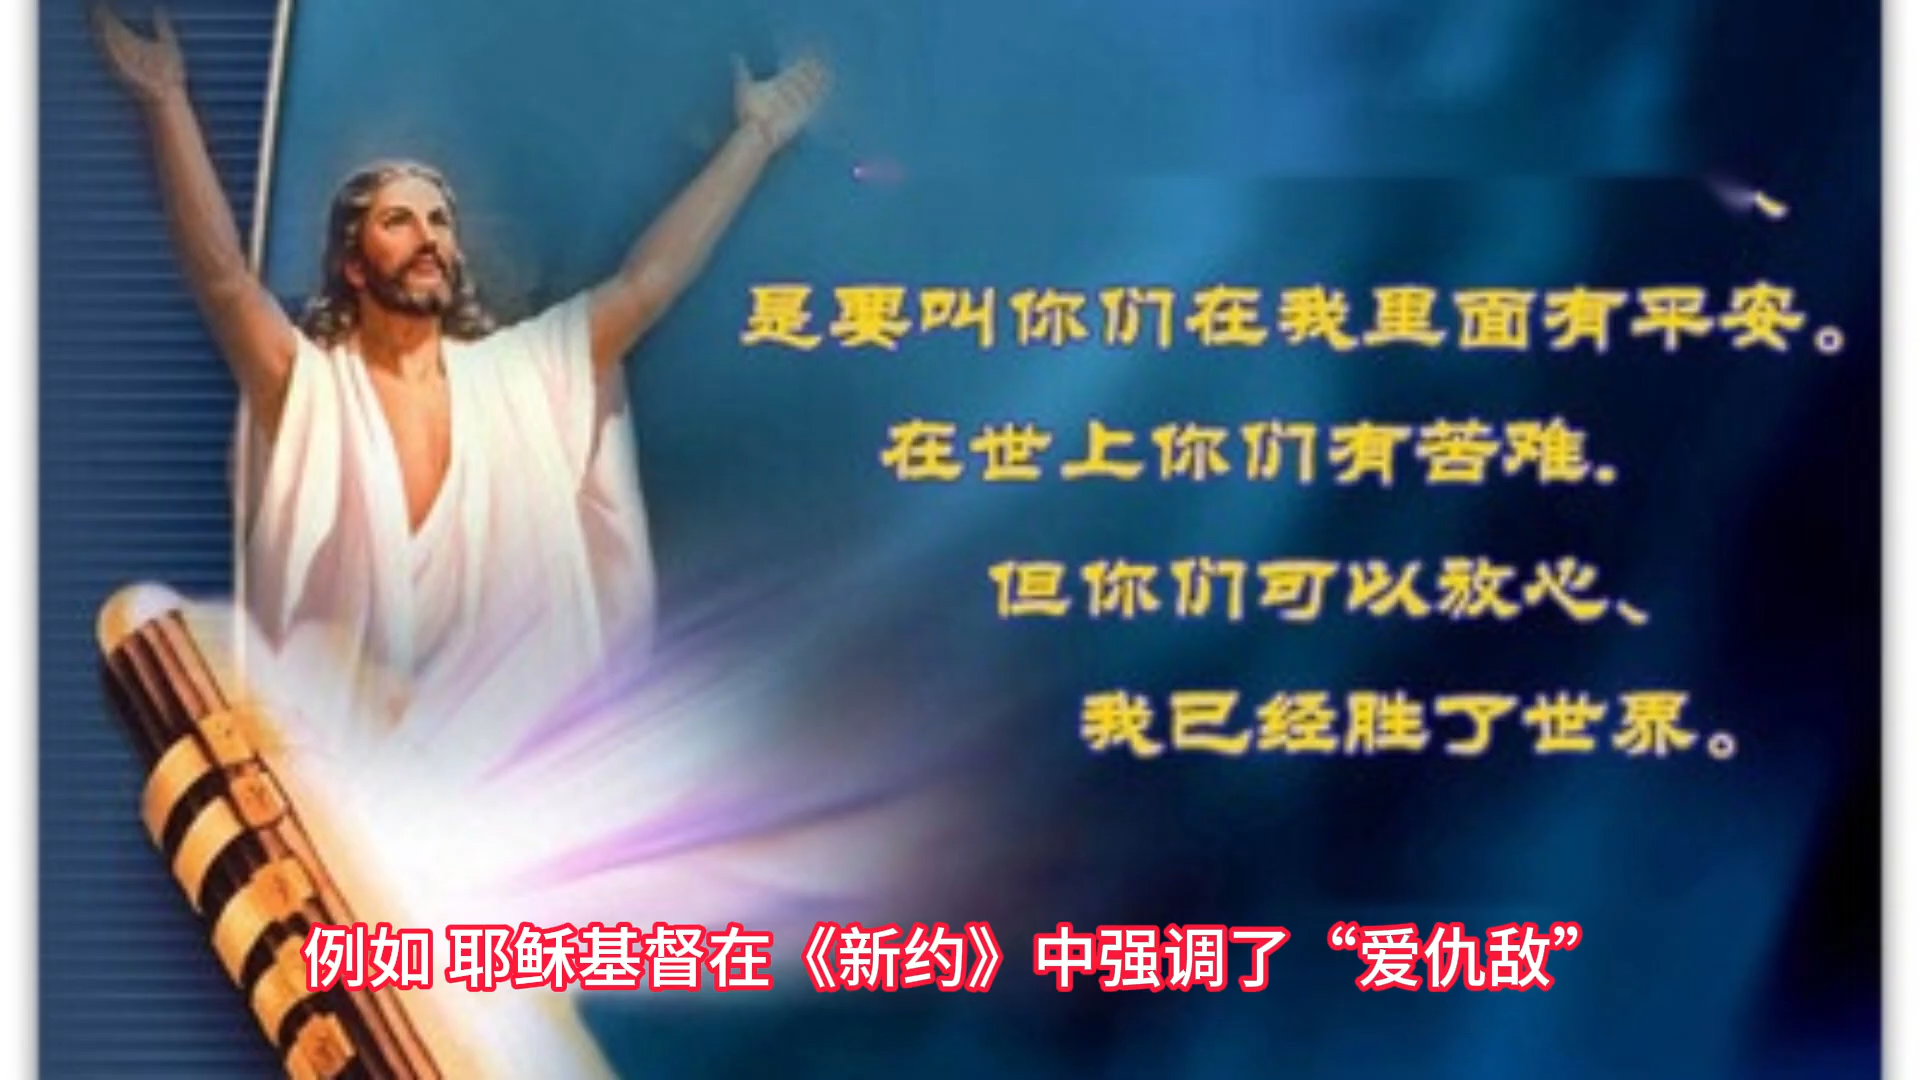 是要叫你们在我里面有平安。
在世上你们有苦难.
但你们可以放心、
我已经胜了世界。
例如 耶稣基督在《新约》中强调了“爱仇敌”